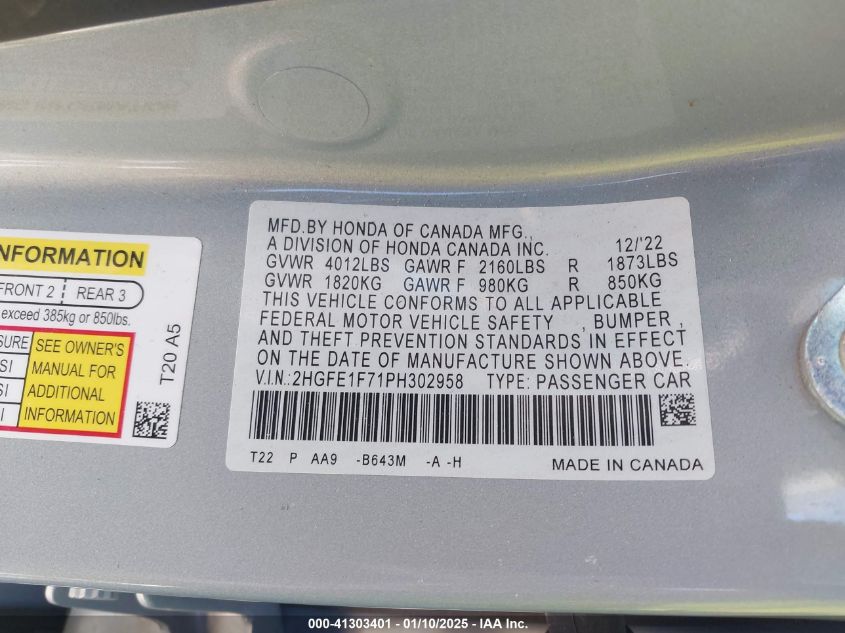 INFORMATION
FRONT 2 REAR 3
exceed 385kg or 850lbs.
SEE OWNER'S
MANUAL FOR
ADDITIONAL
INFORMATION
T20 A5
MFD.BY HONDA OF CANADA MFG.,
A DIVISION OF HONDA CANADA INC. 12/'22
GVWR 4012LBS GAWR F 2160LBS R 1873LBS
GVWR 1820KG GAWR F 980KG R 850KG
THIS VEHICLE CONFORMS TO ALL APPLICABLE
FEDERAL MOTOR VEHICLE SAFETY , BUMPER ,
AND THEFT PREVENTION STANDARDS IN EFFECT
ON THE DATE OF MANUFACTURE SHOWN ABOVE.
V.I.N.:2HGFE1F71PH302958 TYPE: PASSENGER CAR
T22 P AA9 -B643M -A -H MADE IN CANADA
000-41303401 - 01/10/2025 - IAA Inc.